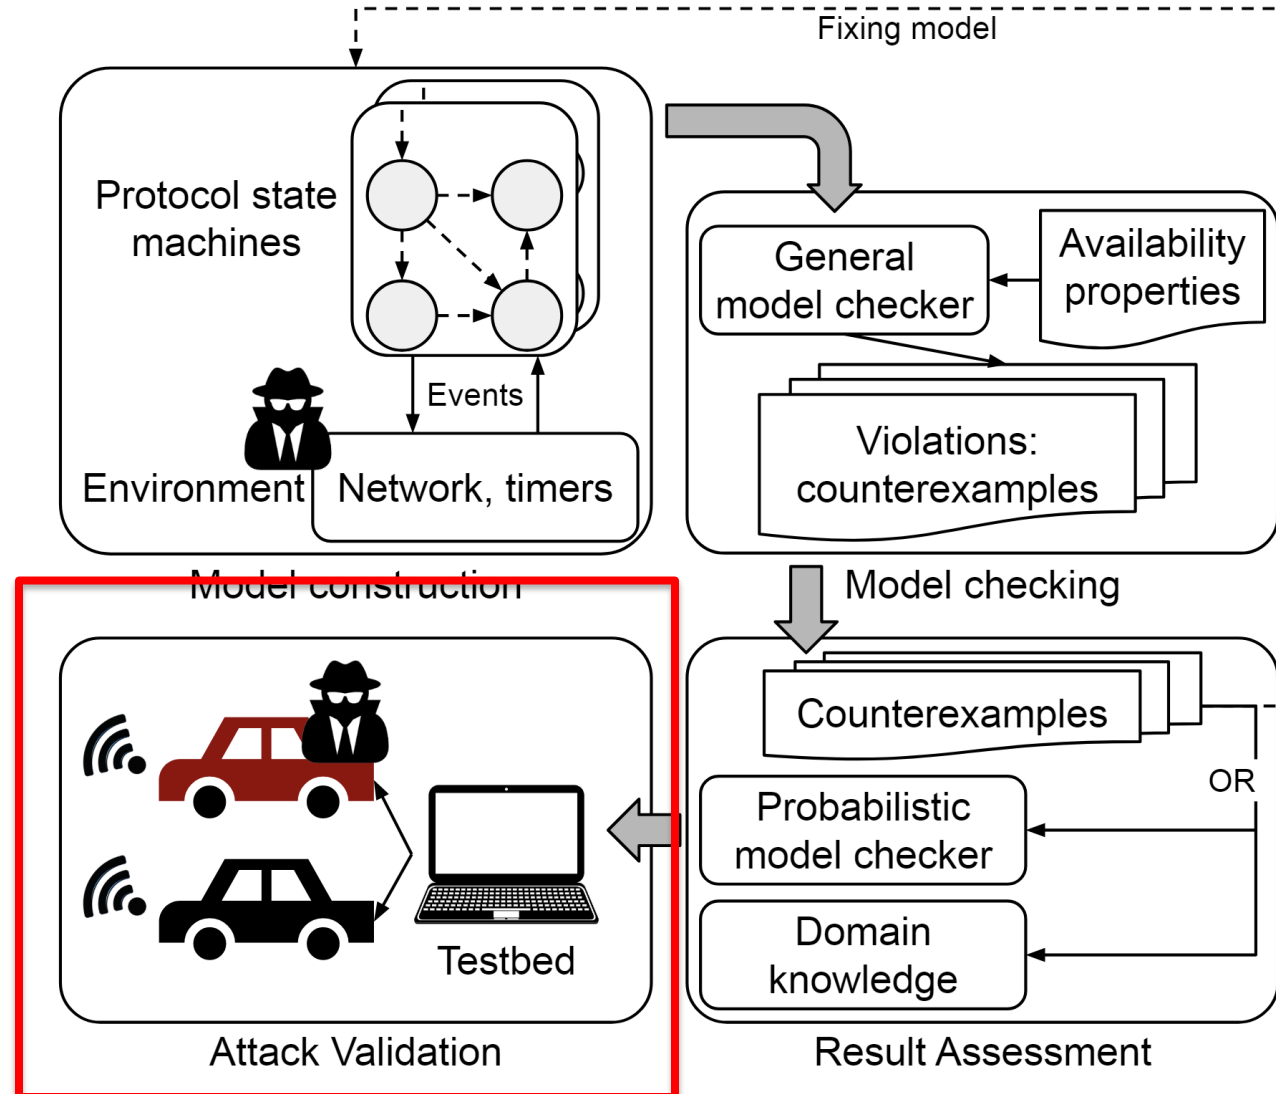 Fixing model
Protocol state
machines
Events
Environment
Network, timers
Model construction
General
model checker
Availability
properties
Violations:
counterexamples
Model checking
Counterexamples
OR
Probabilistic
model checker
Domain
knowledge
Result Assessment
Testbed
Attack Validation